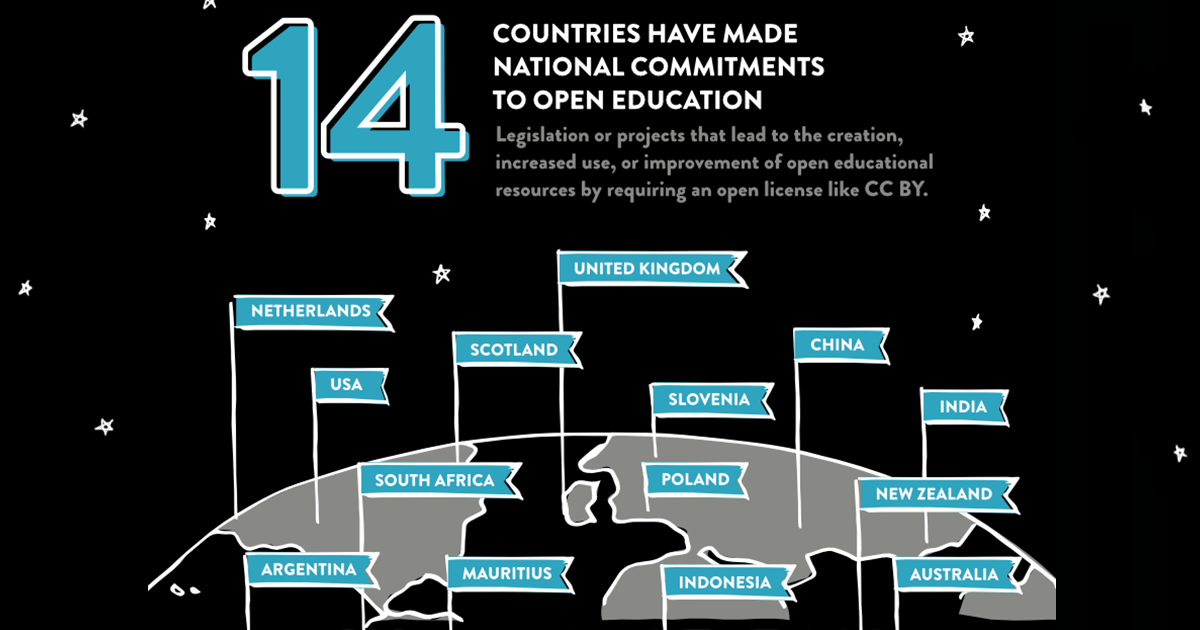 14
COUNTRIES HAVE MADE
NATIONAL COMMITMENTS
TO OPEN EDUCATION
Legislation or projects that lead to the creation,
increased use, or improvement of open educational
resources by requiring an open license like CC BY.
UNITED KINGDOM
NETHERLANDS
SCOTLAND
CHINA
USA
SLOVENIA
INDIA
SOUTH AFRICA
POLAND
NEW ZEALAND
ARGENTINA
MAURITIUS
INDONESIA
AUSTRALIA